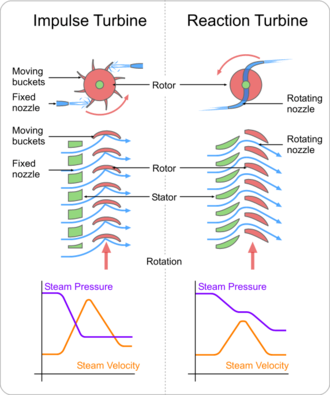 Impulse Turbine
Reaction Turbine
Moving
buckets
Rotor
Fixed
nozzle
Rotating
nozzle
Moving
buckets
Rotating
nozzle
Fixed
nozzle
Rotor
Stator
Rotation
Steam Pressure
Steam Pressure
Steam Velocity
Steam Velocity